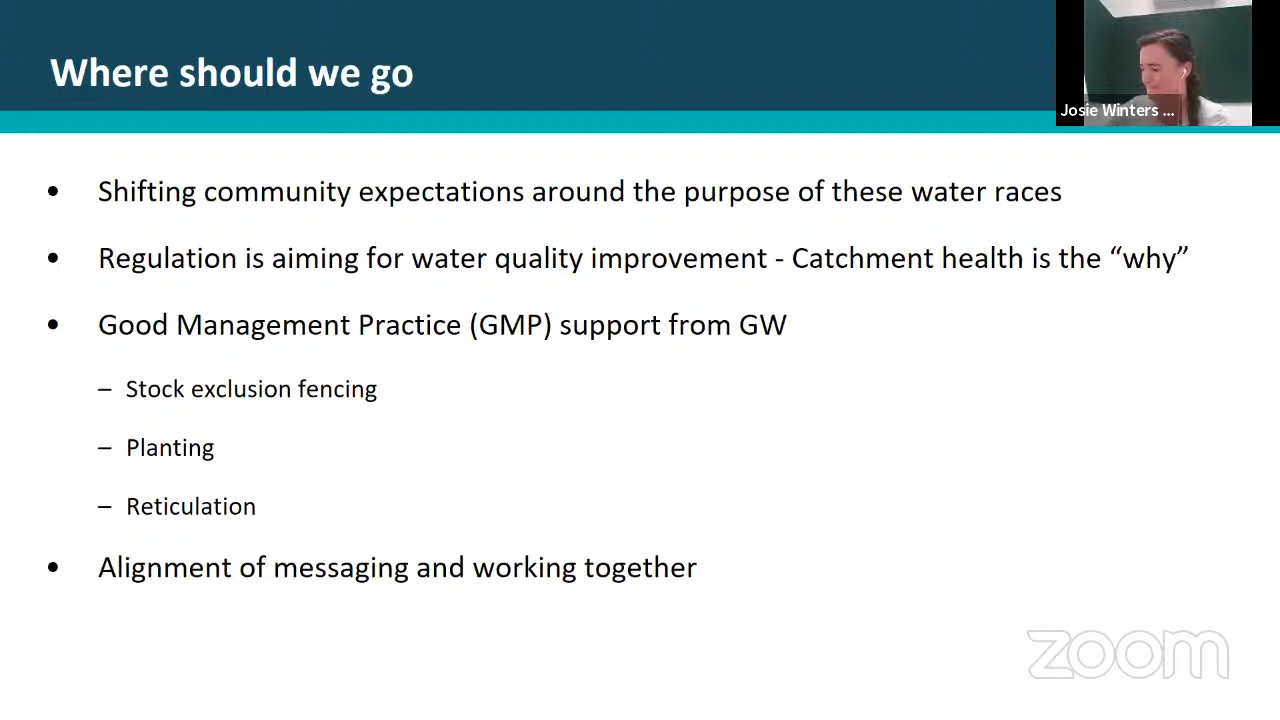 Where should we go
Josie Winters ...
• Shifting community expectations around the purpose of these water races
• Regulation is aiming for water quality improvement - Catchment health is the “why”
• Good Management Practice (GMP) support from GW
– Stock exclusion fencing
– Planting
– Reticulation
• Alignment of messaging and working together
zoom